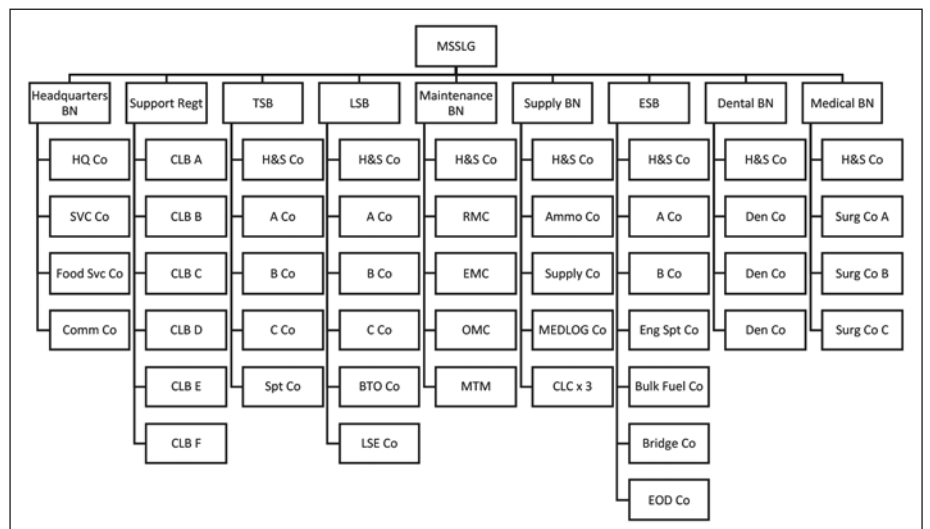 MSSLG
Headquarters
BN
Support Regt
TSB
LSB
Maintenance
BN
Supply BN
ESB
Dental BN
Medical BN
HQ Co
CLB A
H&S Co
H&S Co
H&S Co
H&S Co
H&S Co
H&S Co
H&S Co
SVC Co
CLB B
A Co
A Co
RMC
Ammo Co
A Co
Den Co
Surg Co A
Food Svc Co
CLB C
B Co
B Co
EMC
Supply Co
B Co
Den Co
Surg Co B
Comm Co
CLB D
C Co
C Co
OMC
MEDLOG Co
Eng Spt Co
Den Co
Surg Co C
CLB E
Spt Co
BTO Co
MTM
CLC x 3
Bulk Fuel Co
CLB F
LSE Co
Bridge Co
EOD Co